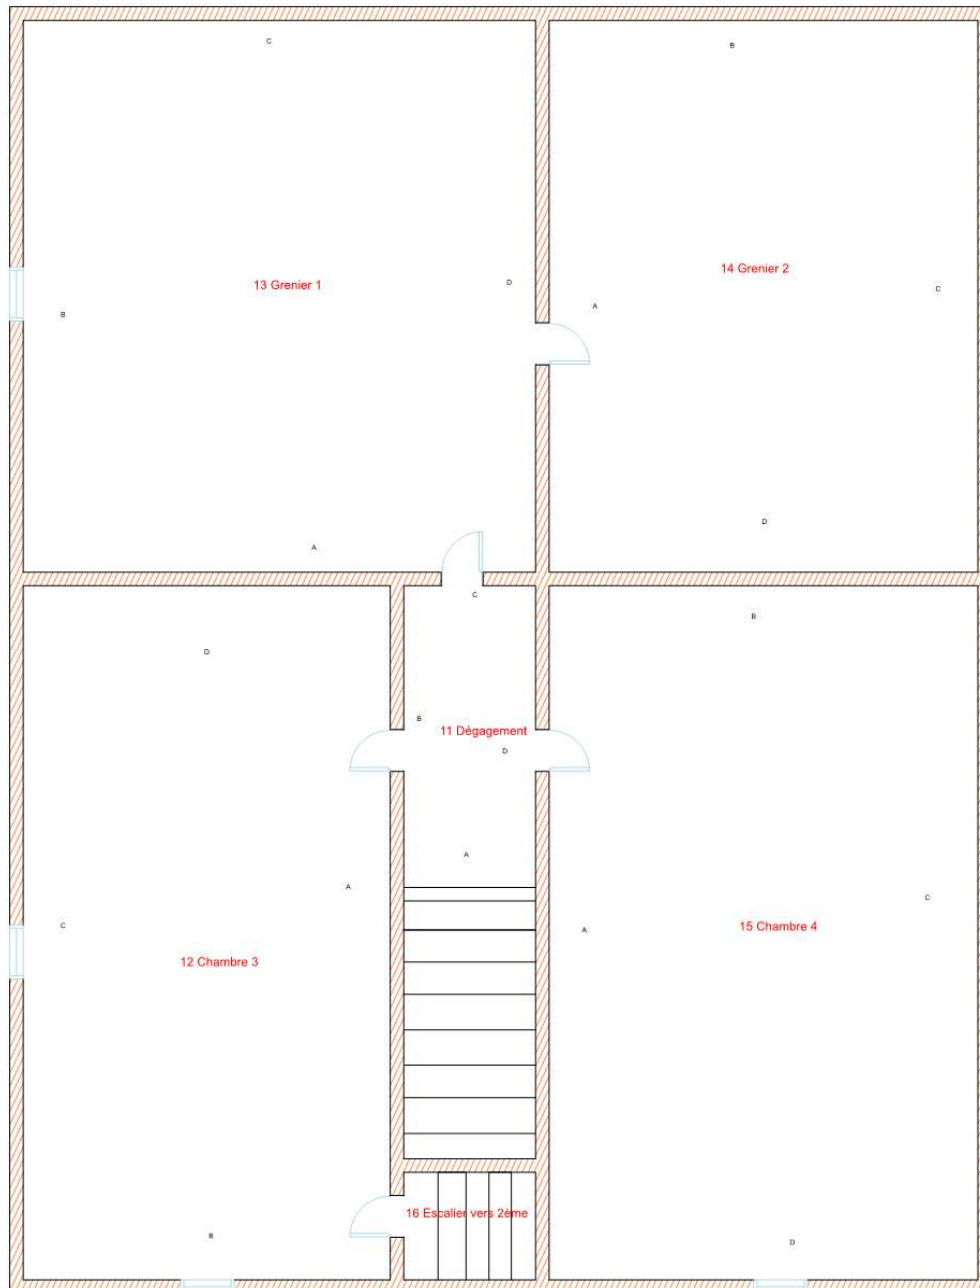 C
B
13 Grenier 1
D
B
A
14 Grenier 2
A
C
D
C
D
B
11 Dégagement
D
A
B
A
C
12 Chambre 3
15 Chambre 4
C
A
16 Escalier vers 2ème
B
D